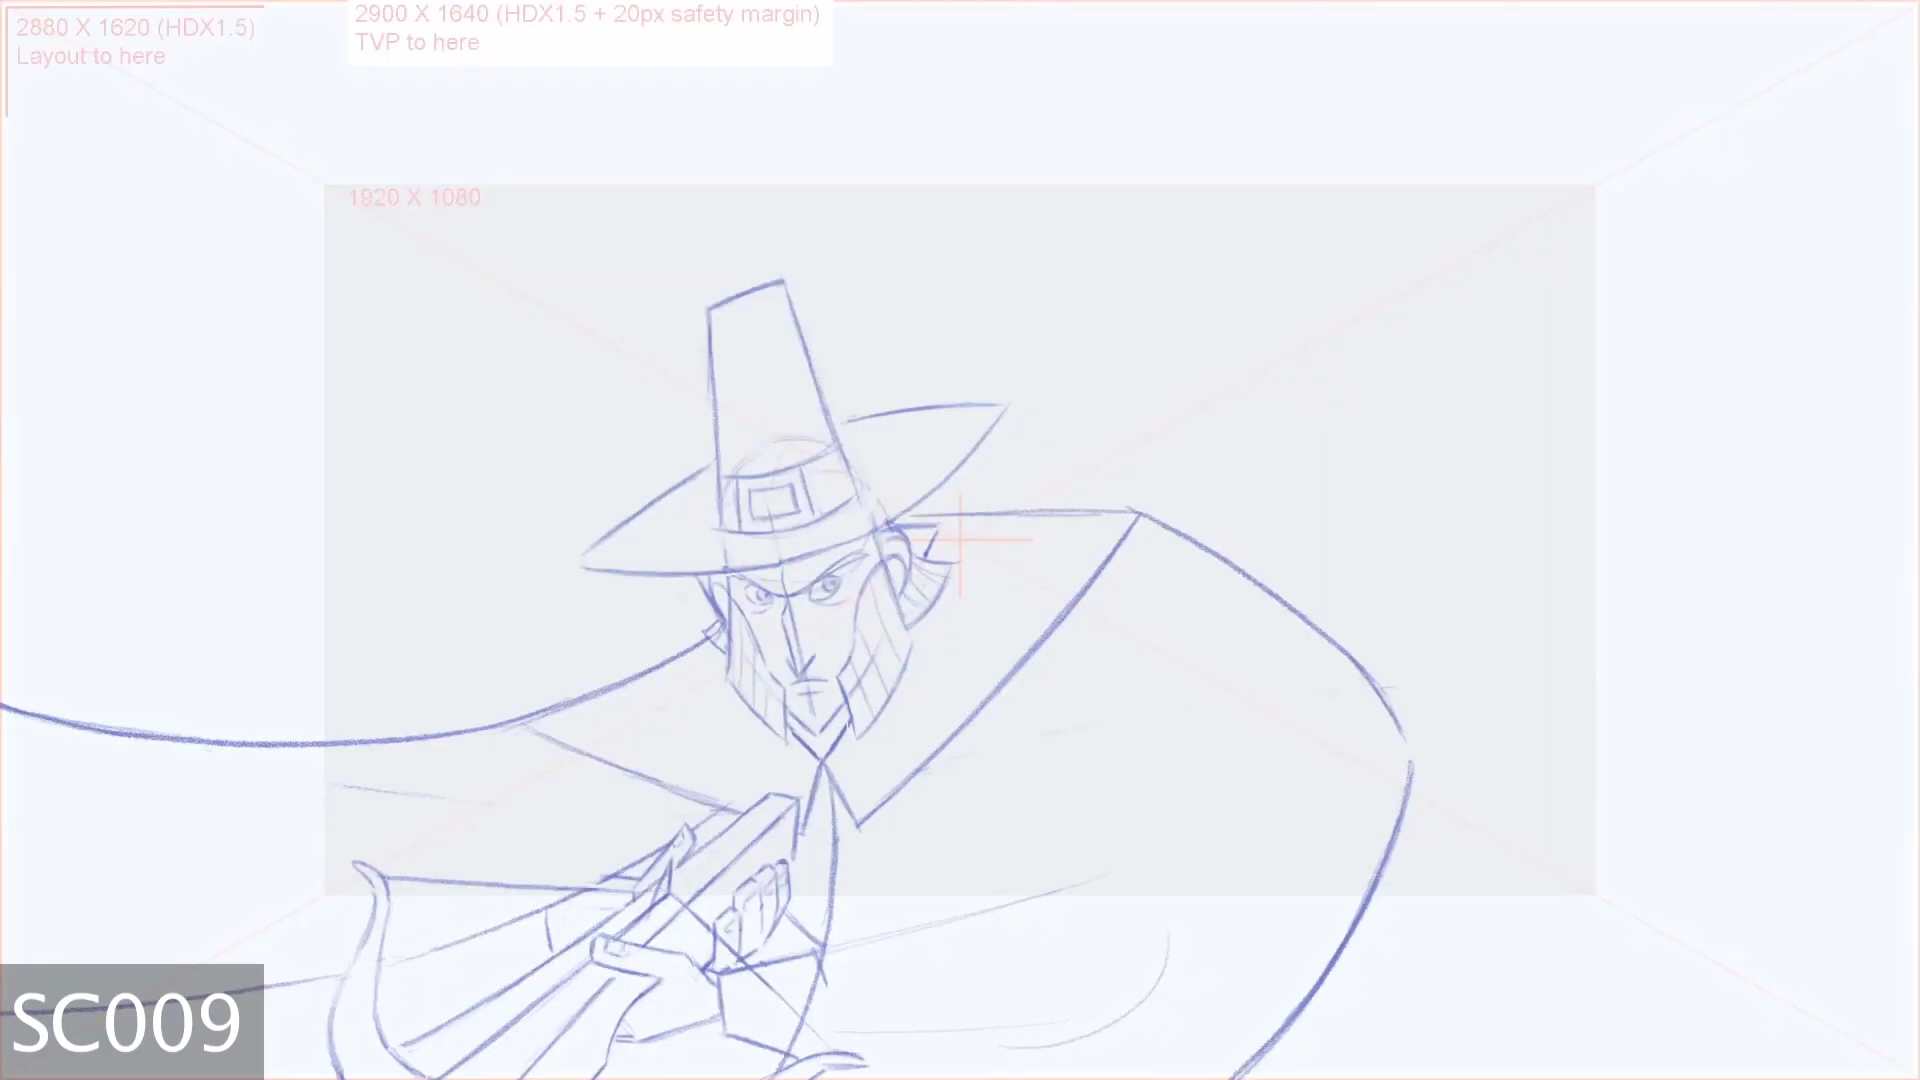 2880 X 1620 (HDX1.5)
Layout to here
2900 X 1640 (HDX1.5 + 20px safety margin)
TVP to here
1920 X 1080
SC009